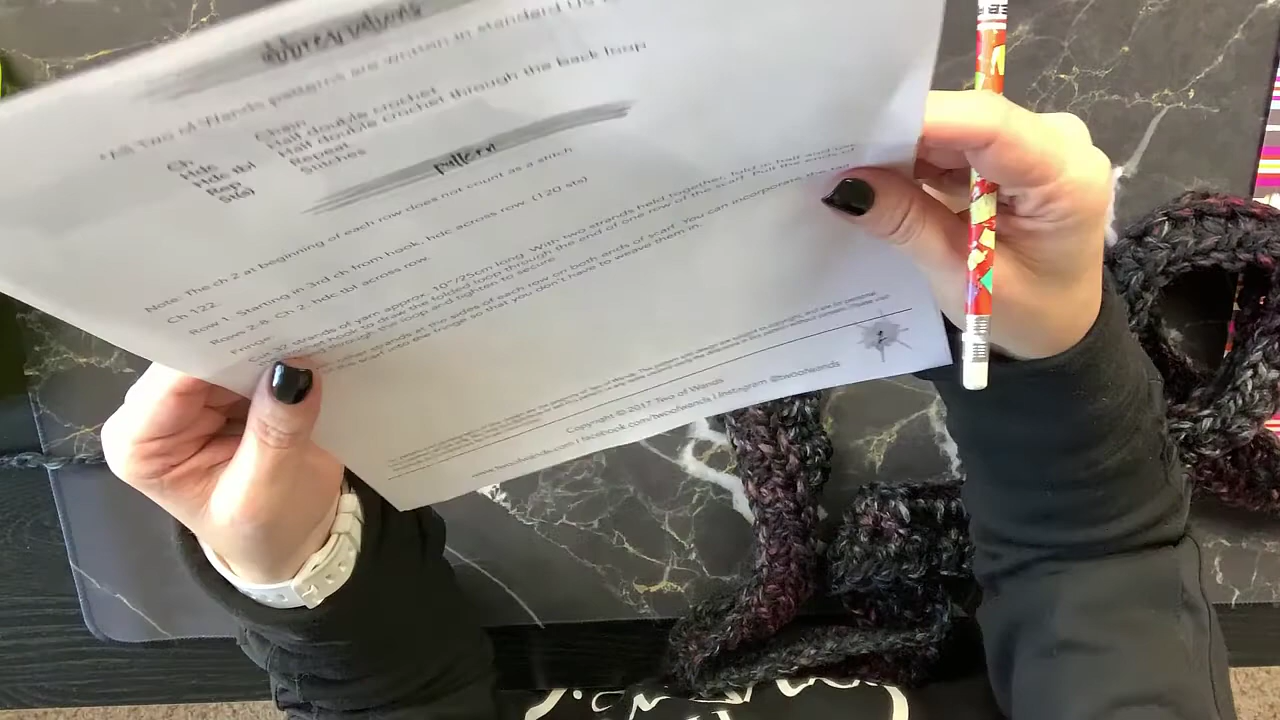 abbreviations
All Two of Wands patterns are written in standard US
Ch Chain
Hdc Half double crochet
Hdc tbl Half double crochet through the back loop
Rep Repeat
St(s) Stitches
pattern
Note: The ch 2 at beginning of each row does not count as a stitch
Ch 122.
Row 1. Starting in 3rd ch from hook, hdc across row. (120 sts)
Rows 2-8. Ch 2, hdc tbl across row.
Fringe
strands of yarn approx 10"/25cm long. With two strands held together, fold in half and use
hook to draw the folded loop through the end of one row of the scarf. Pull the ends of
through the loop and tighten to secure.
other strands at the sides of each row on both ends of scarf. You can incorporate the tail
into the fringe so that you don't have to weave them in.
Copyright © 2017 Two of Wands
www.twoofwands.com / facebook.com/twoofwands / Instagram @twoofwands